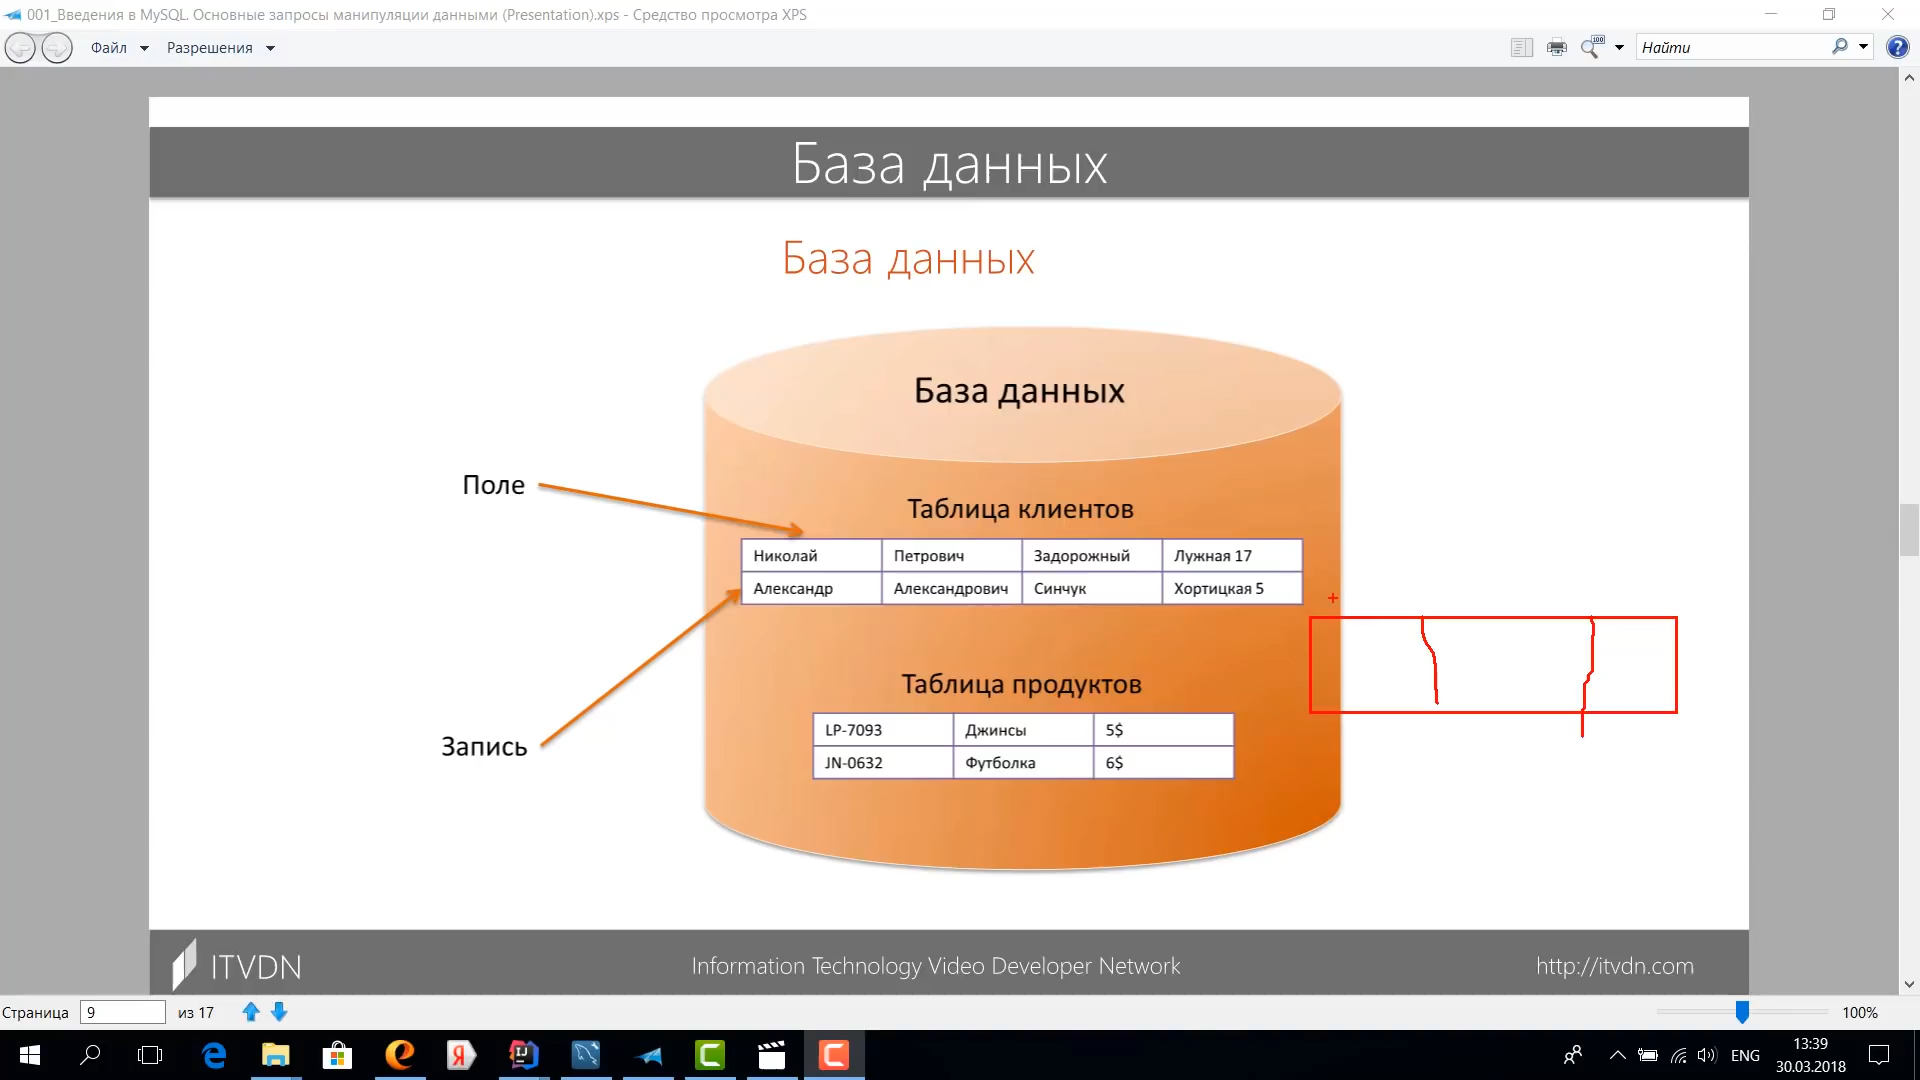 001_Введения в MySQL. Основные запросы манипуляции данными (Presentation).xps - Средство просмотра XPS
Файл Разрешения
100
Найти
?
База данных
База данных
База данных
Поле
Таблица клиентов
Николай Петрович Задорожный Лужная 17
Александр Александрович Синчук Хортицкая 5
Таблица продуктов
Запись
LP-7093 Джинсы 5$
JN-0632 Футболка 6$
ITVDN
Information Technology Video Developer Network
http://itvdn.com
Страница 9 из 17
100%
e
Я
IJ
C
C
ENG
13:39
30.03.2018